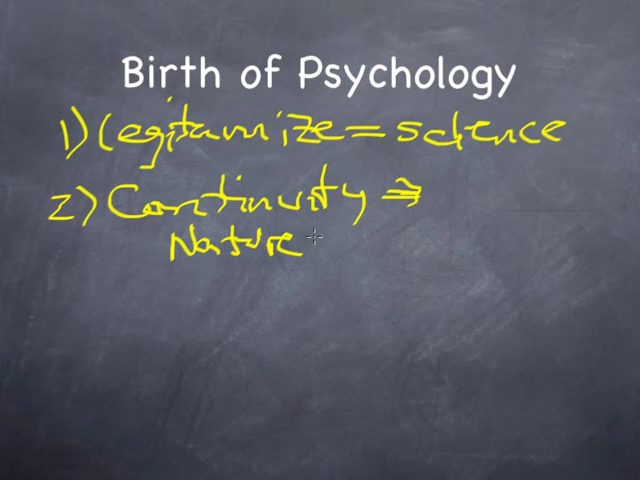 Birth of Psychology
1) Legitamize = science
2) Continuity ⇒
Nature